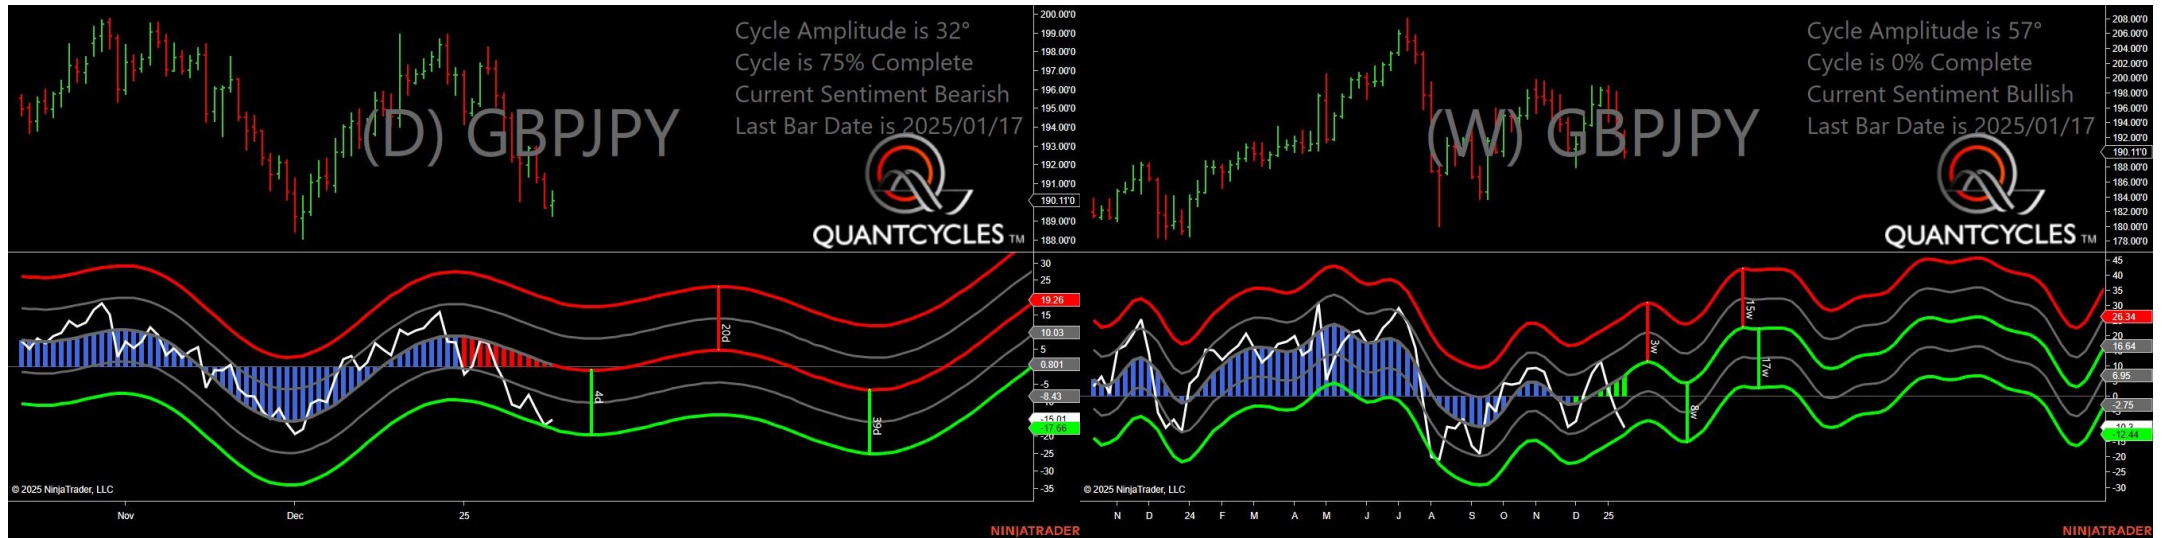 Cycle Amplitude is 32°
Cycle is 75% Complete
Current Sentiment Bearish
Last Bar Date is 2025/01/17
(D) GBPJPY
QUANTCYCLES TM
200.00'0
199.00'0
198.00'0
197.00'0
196.00'0
195.00'0
194.00'0
193.00'0
192.00'0
191.00'0
190.11'0
189.00'0
188.00'0
30
25
19.26
15
10.03
5
0.801
-5
-8.43
-15.01
-17.66
-20
-25
-30
-35
20d
4d
39d
© 2025 NinjaTrader, LLC
Nov
Dec
25
NINJATRADER
Cycle Amplitude is 57°
Cycle is 0% Complete
Current Sentiment Bullish
Last Bar Date is 2025/01/17
(W) GBPJPY
QUANTCYCLES TM
208.00'0
206.00'0
204.00'0
202.00'0
200.00'0
198.00'0
196.00'0
194.00'0
192.00'0
190.11'0
188.00'0
186.00'0
184.00'0
182.00'0
180.00'0
178.00'0
45
40
35
30
26.34
20
16.64
10
6.95
0
-2.75
-12.44
-15
-20
-25
-30
15w
3w
17w
8w
© 2025 NinjaTrader, LLC
N D 24 F M A M J J A S O N D 25
NINJATRADER